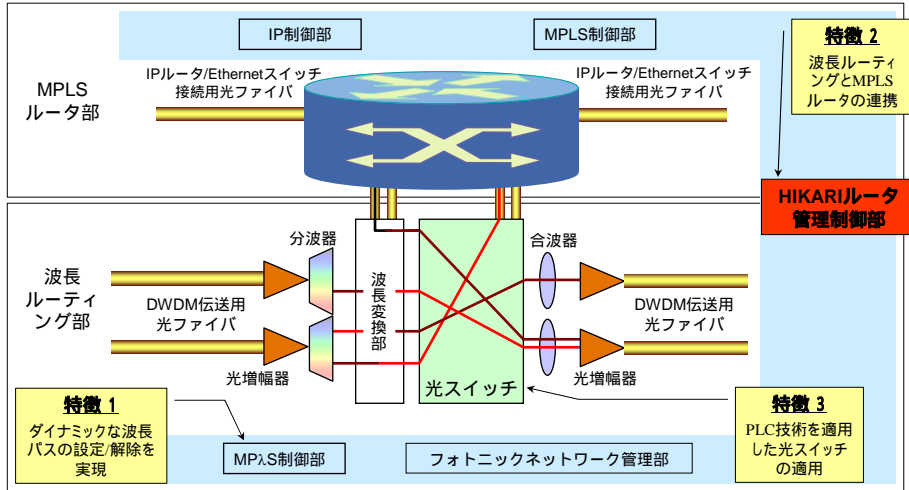 IP制御部
MPLS制御部
特徴 2
波長ルーティ
ングとMPLS
ルータの連携
MPLS
ルータ部
IPルータ/Ethernetスイッチ
接続用光ファイバ
IPルータ/Ethernetスイッチ
接続用光ファイバ
HIKARIルータ
管理制御部
波長
ルーティ
ング部
分波器
合波器
波長変換部
DWDM伝送用
光ファイバ
DWDM伝送用
光ファイバ
光増幅器
光スイッチ
光増幅器
特徴 1
ダイナミックな波長
パスの設定/解除を
実現
特徴 3
PLC技術を適用
した光スイッチ
の適用
MPλS制御部
フォトニックネットワーク管理部